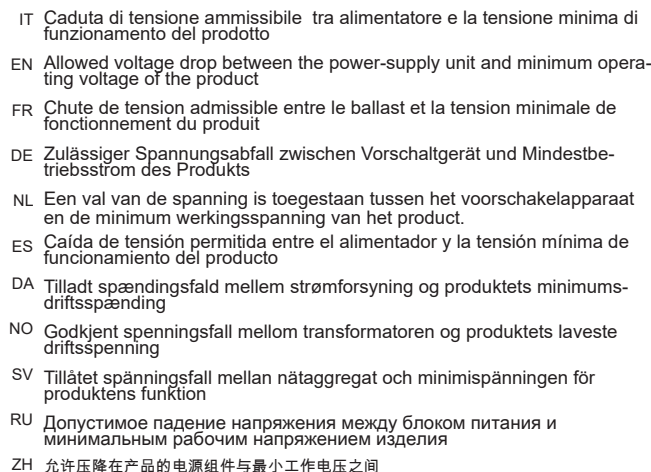 IT Caduta di tensione ammissibile tra alimentatore e la tensione minima di
funzionamento del prodotto
EN Allowed voltage drop between the power-supply unit and minimum opera-
ting voltage of the product
FR Chute de tension admissible entre le ballast et la tension minimale de
fonctionnement du produit
DE Zulässiger Spannungsabfall zwischen Vorschaltgerät und Mindestbe-
triebsstrom des Produkts
NL Een val van de spanning is toegestaan tussen het voorschakelapparaat
en de minimum werkingsspanning van het product.
ES Caída de tensión permitida entre el alimentador y la tensión mínima de
funcionamiento del producto
DA Tilladt spændingsfald mellem strømforsyning og produktets minimums-
driftsspænding
NO Godkjent spenningsfall mellom transformatoren og produktets laveste
driftsspenning
SV Tillåtet spänningsfall mellan nätaggregat och minimispänningen för
produktens funktion
RU Допустимое падение напряжения между блоком питания и
минимальным рабочим напряжением изделия
ZH 允许压降在产品的电源组件与最小工作电压之间